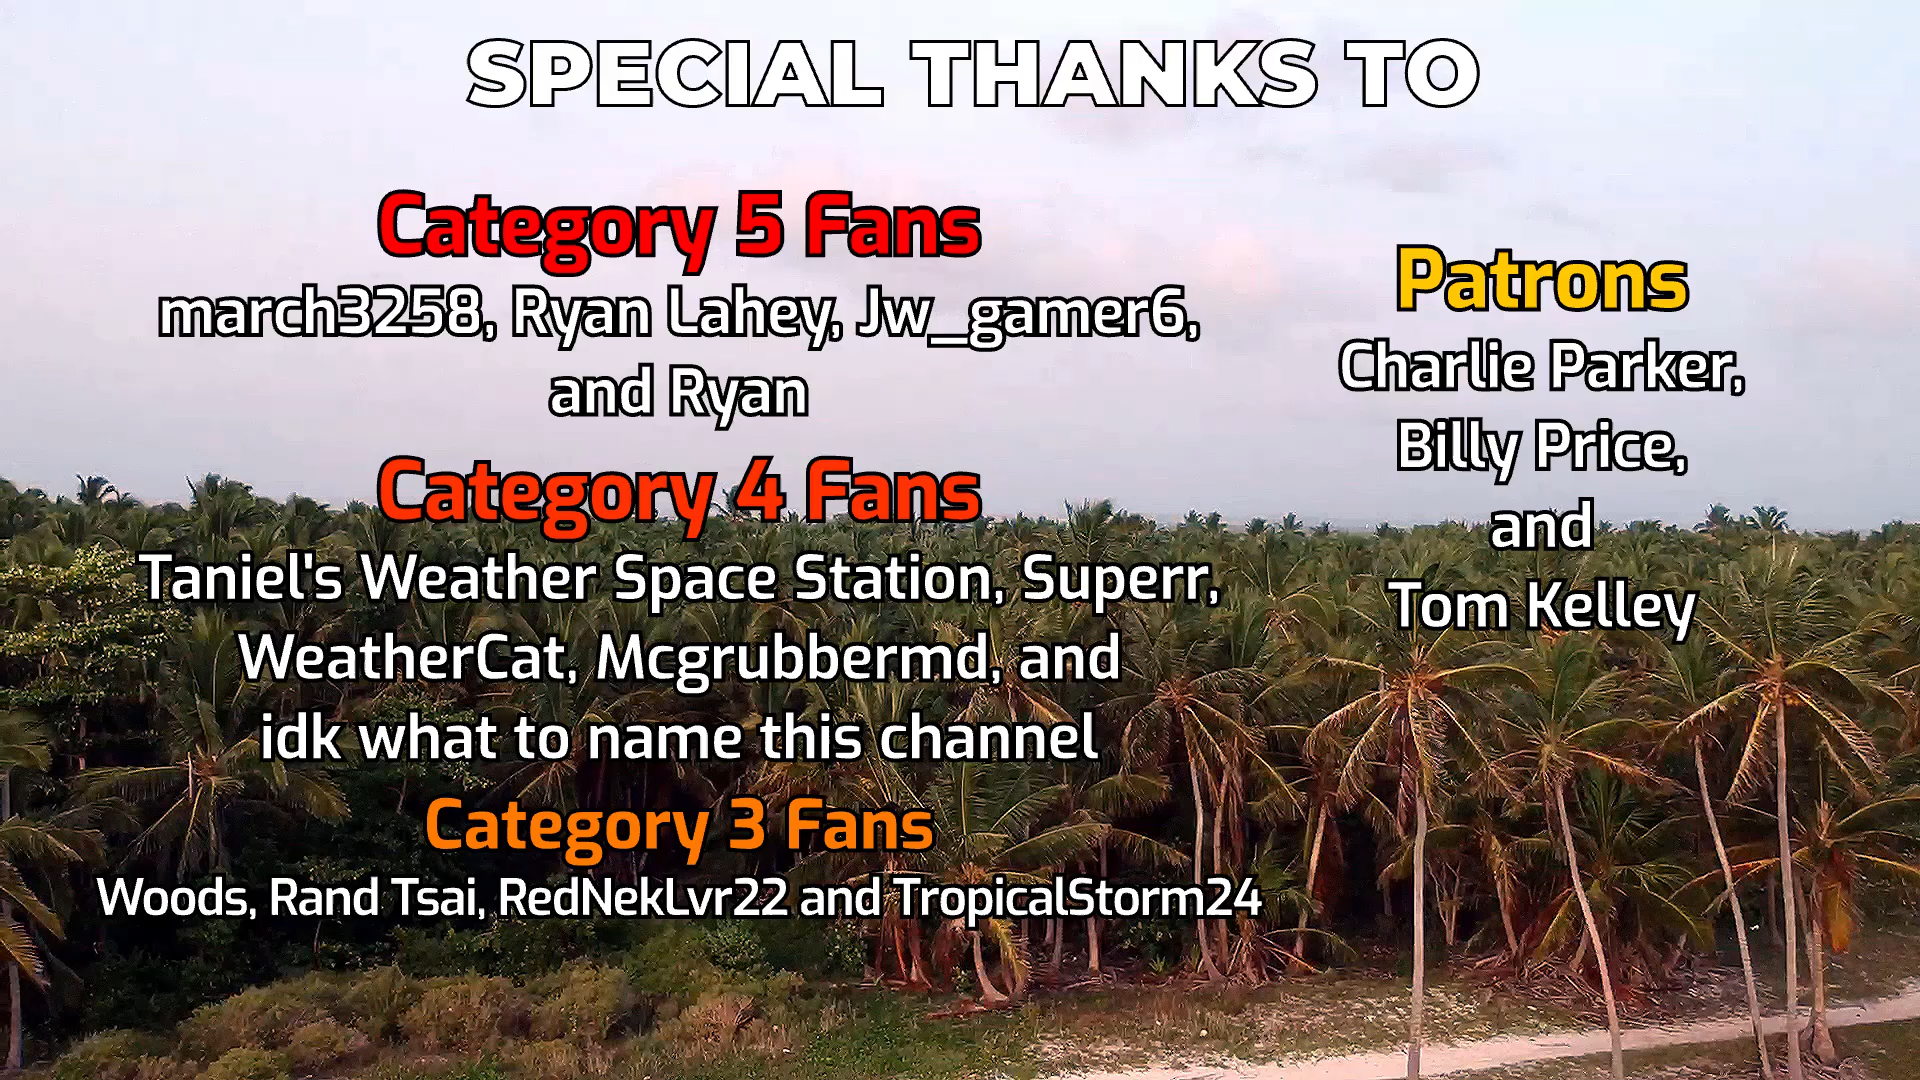 SPECIAL THANKS TO
Category 5 Fans
march3258, Ryan Lahey, Jw_gamer6,
and Ryan
Category 4 Fans
Taniel's Weather Space Station, Superr,
WeatherCat, Mcgrubbermd, and
idk what to name this channel
Category 3 Fans
Woods, Rand Tsai, RedNekLvr22 and TropicalStorm24
Patrons
Charlie Parker,
Billy Price,
and
Tom Kelley